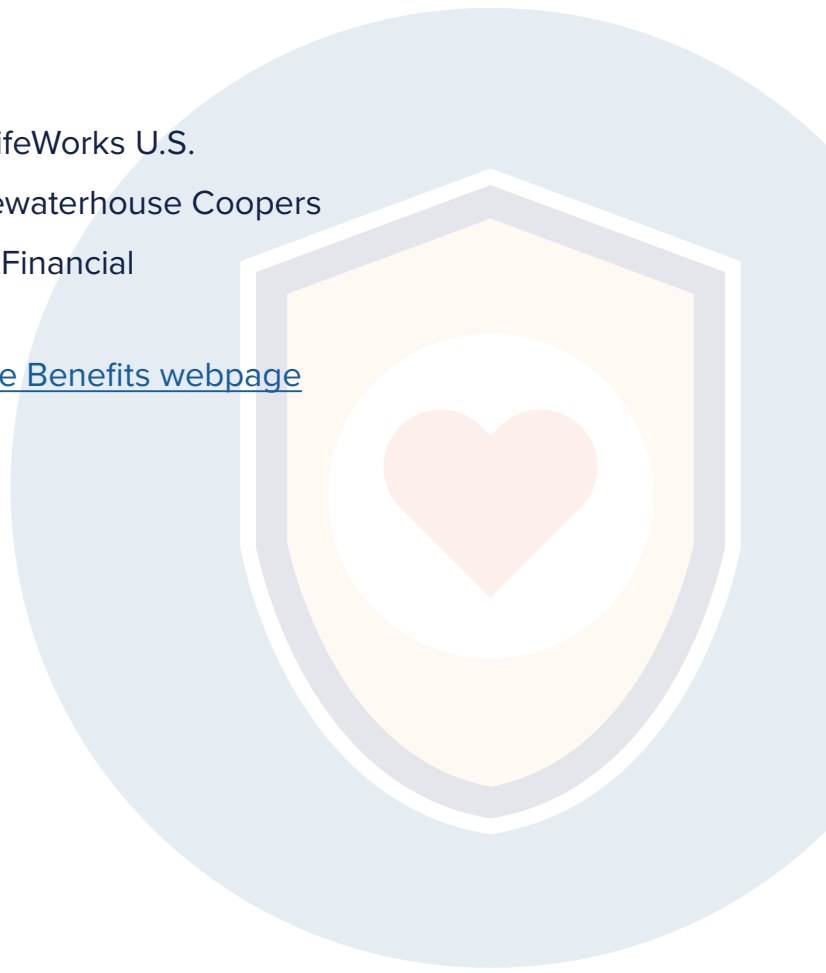 ifeWorks U.S.
ewaterhouse Coopers
Financial
e Benefits webpage